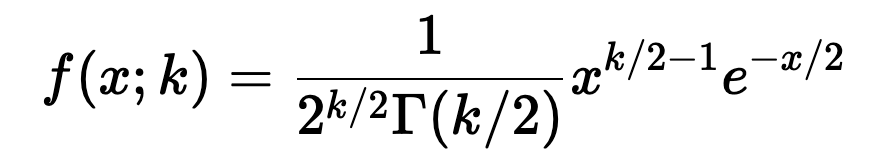 f(x; k) = \frac{1}{2^{k/2}\Gamma(k/2)} x^{k/2-1} e^{-x/2}